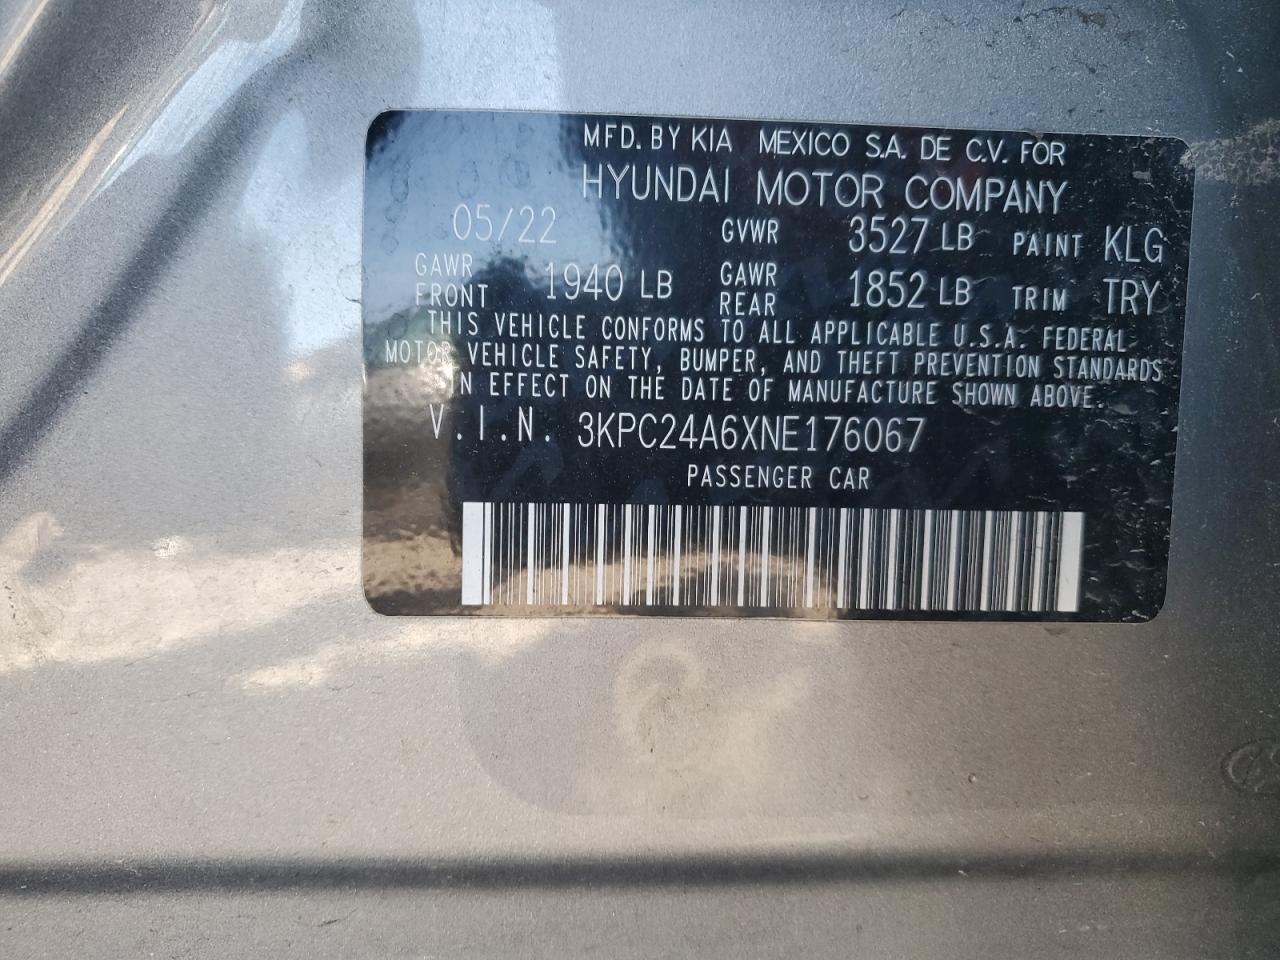 MFD. BY KIA MEXICO S.A. DE C.V. FOR
HYUNDAI MOTOR COMPANY
05/22 GVWR 3527 LB PAINT KLG
GAWR FRONT 1940 LB GAWR REAR 1852 LB TRIM TRY
THIS VEHICLE CONFORMS TO ALL APPLICABLE U.S.A. FEDERAL
MOTOR VEHICLE SAFETY, BUMPER, AND THEFT PREVENTION STANDARDS
IN EFFECT ON THE DATE OF MANUFACTURE SHOWN ABOVE.
V.I.N. 3KPC24A6XNE176067
PASSENGER CAR